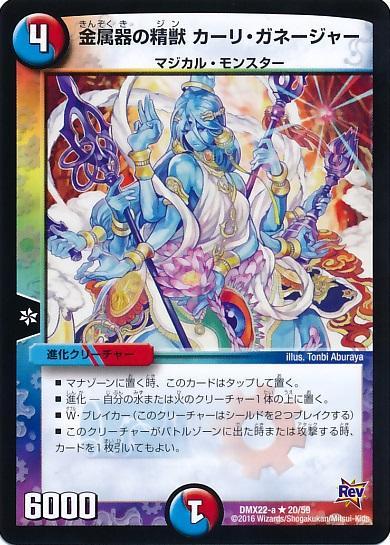 4
きんぞくき ジン
金属器の精獣 カーリ・ガネージャー
マジカル・モンスター
illus. Tonbi Aburaya
進化クリーチャー
■ マナゾーンに置く時、このカードはタップして置く。
■ 進化―自分の水または火のクリーチャー1体の上に置く。
■ W・ブレイカー(このクリーチャーはシールドを2つブレイクする)
■ このクリーチャーがバトルゾーンに出た時または攻撃する時、
カードを1枚引いてもよい。
Rev
6000
1
DMX22-a ★ 20/59
©2016 Wizards/Shogakukan/Mitsui-Kids